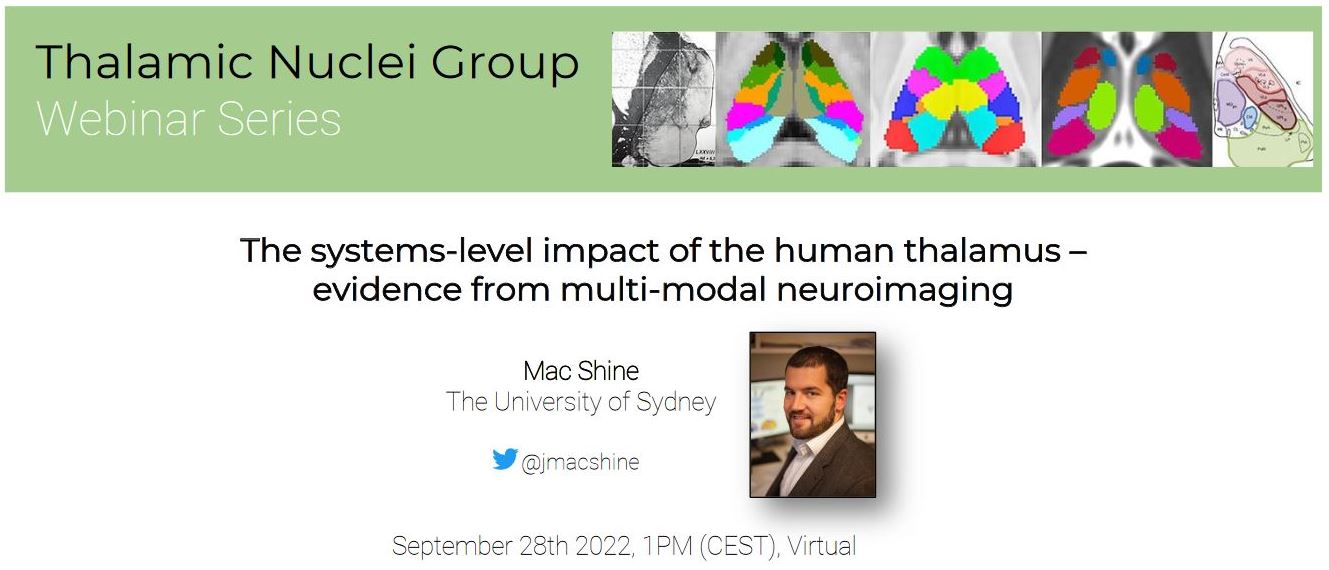 Thalamic Nuclei Group
Webinar Series
LXXVIII
The systems-level impact of the human thalamus –
evidence from multi-modal neuroimaging
Mac Shine
The University of Sydney
@jmacshine
September 28th 2022, 1PM (CEST), Virtual